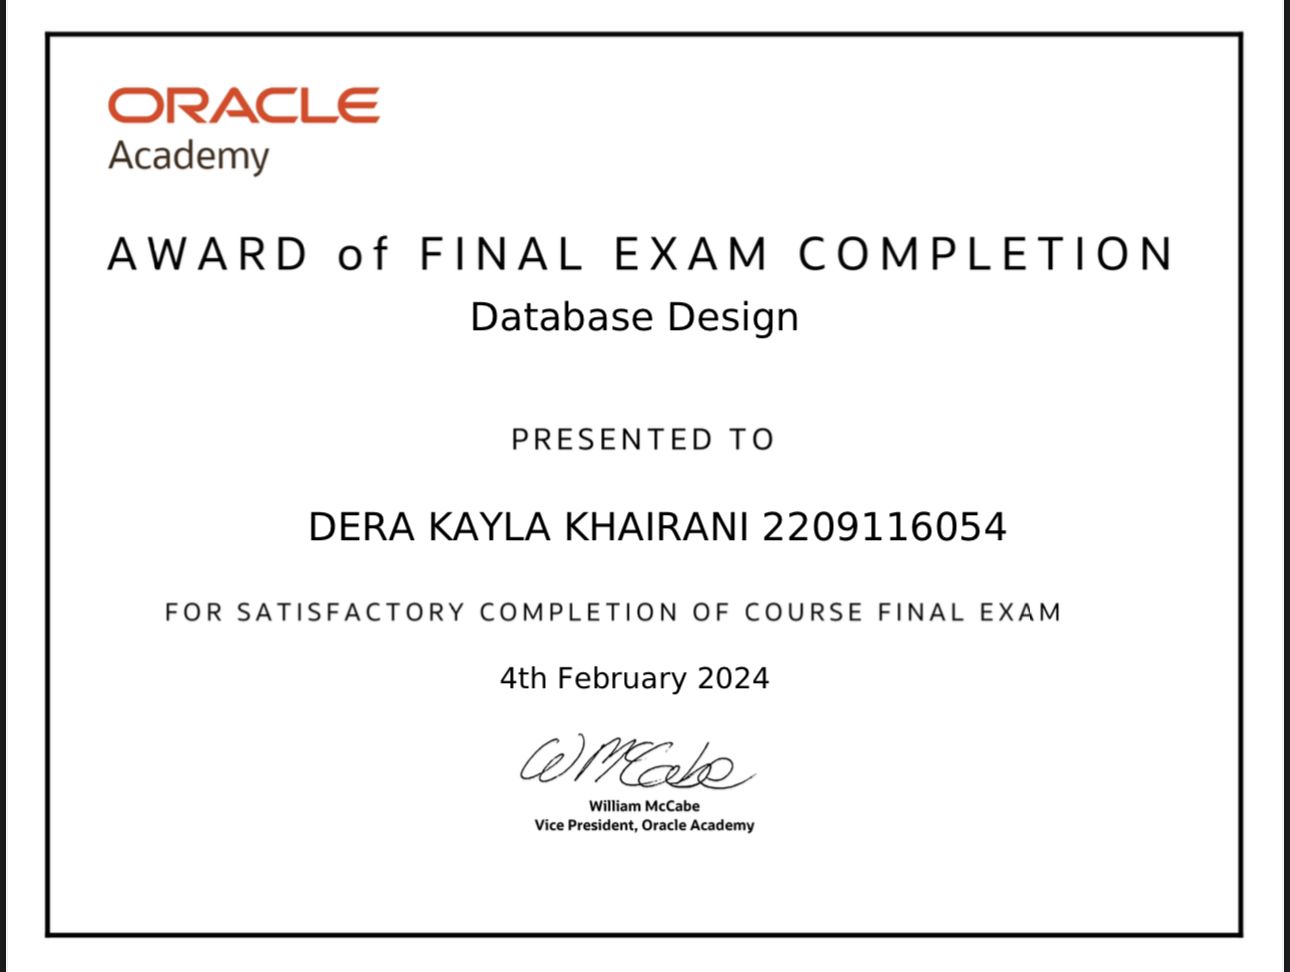 ORACLE
Academy
AWARD of FINAL EXAM COMPLETION
Database Design
PRESENTED TO
DERA KAYLA KHAIRANI 2209116054
FOR SATISFACTORY COMPLETION OF COURSE FINAL EXAM
4th February 2024
W McCabe
William McCabe
Vice President, Oracle Academy